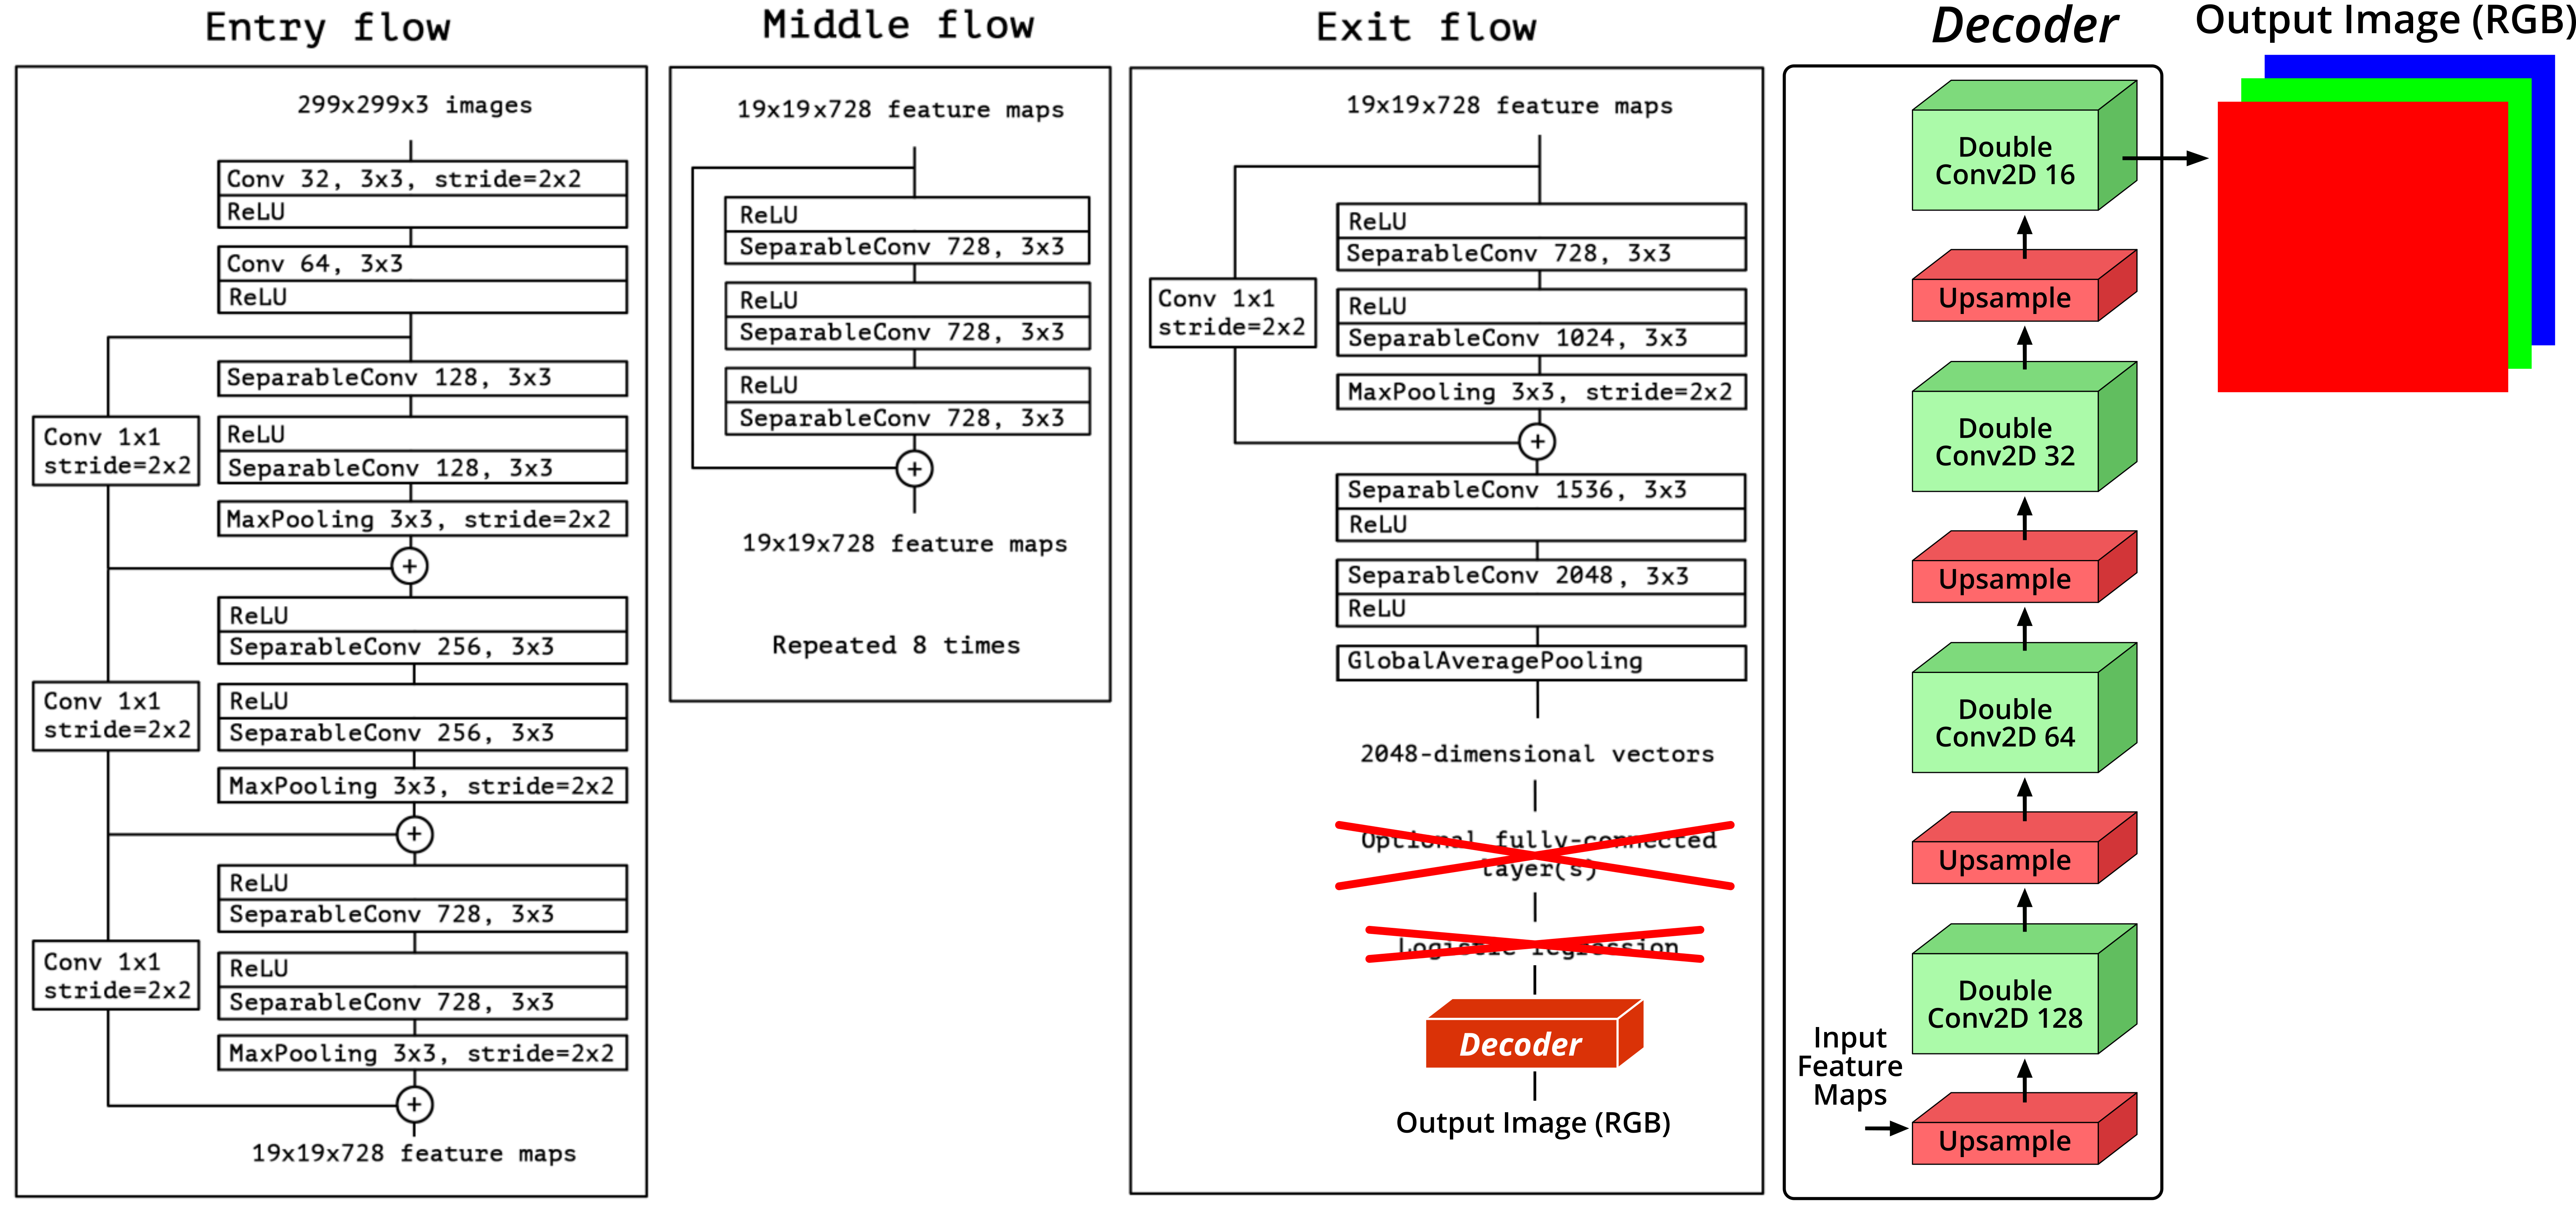 Entry flow
299x299x3 images
Conv 32, 3x3, stride=2x2
ReLU
Conv 64, 3x3
ReLU
SeparableConv 128, 3x3
Conv 1x1
stride=2x2
ReLU
SeparableConv 128, 3x3
MaxPooling 3x3, stride=2x2
+
ReLU
SeparableConv 256, 3x3
Conv 1x1
stride=2x2
ReLU
SeparableConv 256, 3x3
MaxPooling 3x3, stride=2x2
+
ReLU
SeparableConv 728, 3x3
Conv 1x1
stride=2x2
ReLU
SeparableConv 728, 3x3
MaxPooling 3x3, stride=2x2
+
19x19x728 feature maps
Middle flow
19x19x728 feature maps
ReLU
SeparableConv 728, 3x3
ReLU
SeparableConv 728, 3x3
ReLU
SeparableConv 728, 3x3
+
19x19x728 feature maps
Repeated 8 times
Exit flow
19x19x728 feature maps
ReLU
SeparableConv 728, 3x3
Conv 1x1
stride=2x2
ReLU
SeparableConv 1024, 3x3
MaxPooling 3x3, stride=2x2
+
SeparableConv 1536, 3x3
ReLU
SeparableConv 2048, 3x3
ReLU
GlobalAveragePooling
2048-dimensional vectors
Optional fully-connected
layer(s)
Logistic regression
Decoder
Output Image (RGB)
Decoder
Double
Conv2D 16
Upsample
Double
Conv2D 32
Upsample
Double
Conv2D 64
Upsample
Double
Conv2D 128
Input
Feature
Maps
Upsample
Output Image (RGB)